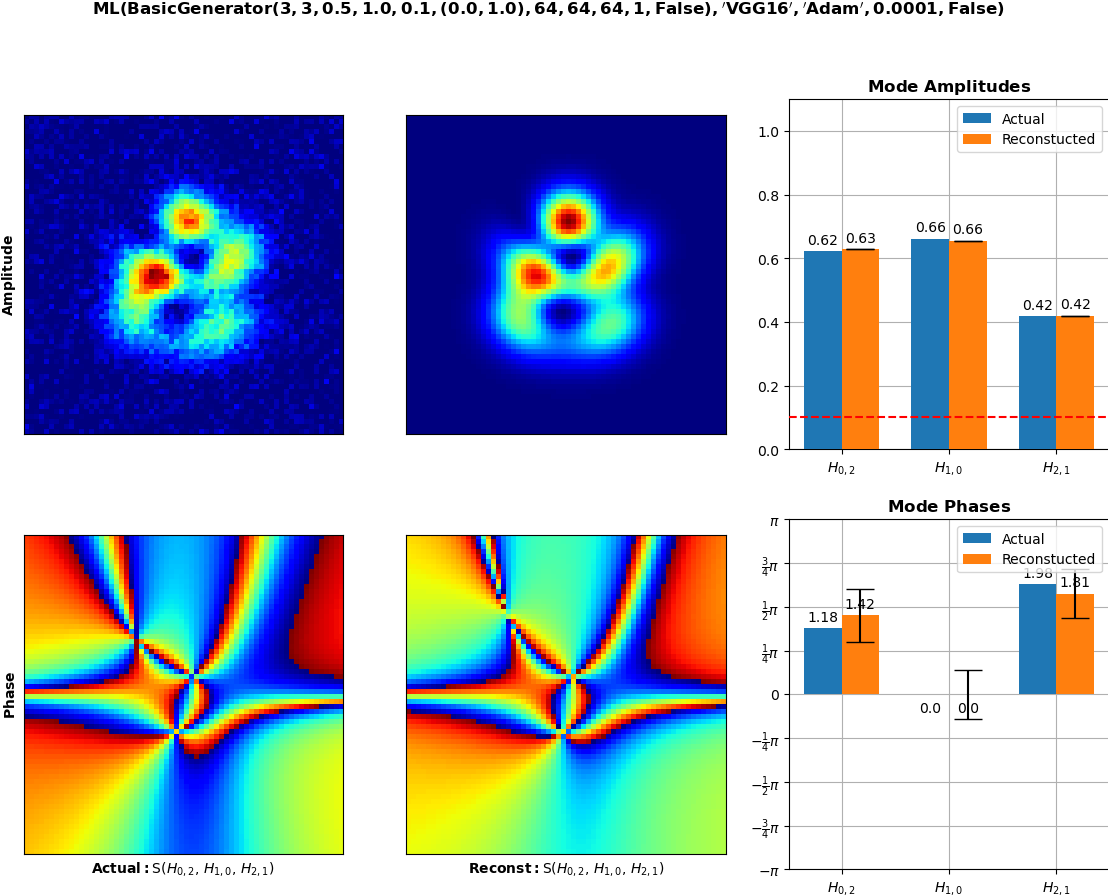 ML(BasicGenerator(3, 3, 0.5, 1.0, 0.1, (0.0, 1.0), 64, 64, 64, 1, False), 'VGG16', 'Adam', 0.0001, False)
Amplitude
Mode Amplitudes
Actual
Reconstucted
1.0
0.8
0.6
0.4
0.2
0.0
0.62
0.63
0.66
0.66
0.42
0.42
H0, 2
H1, 0
H2, 1
Phase
Actual: S(H0, 2, H1, 0, H2, 1)
Reconst: S(H0, 2, H1, 0, H2, 1)
Mode Phases
Actual
Reconstucted
π
3/4π
1/2π
1/4π
0
−1/4π
−1/2π
−3/4π
−π
1.18
1.42
0.0
0.0
1.98
1.81
H0, 2
H1, 0
H2, 1